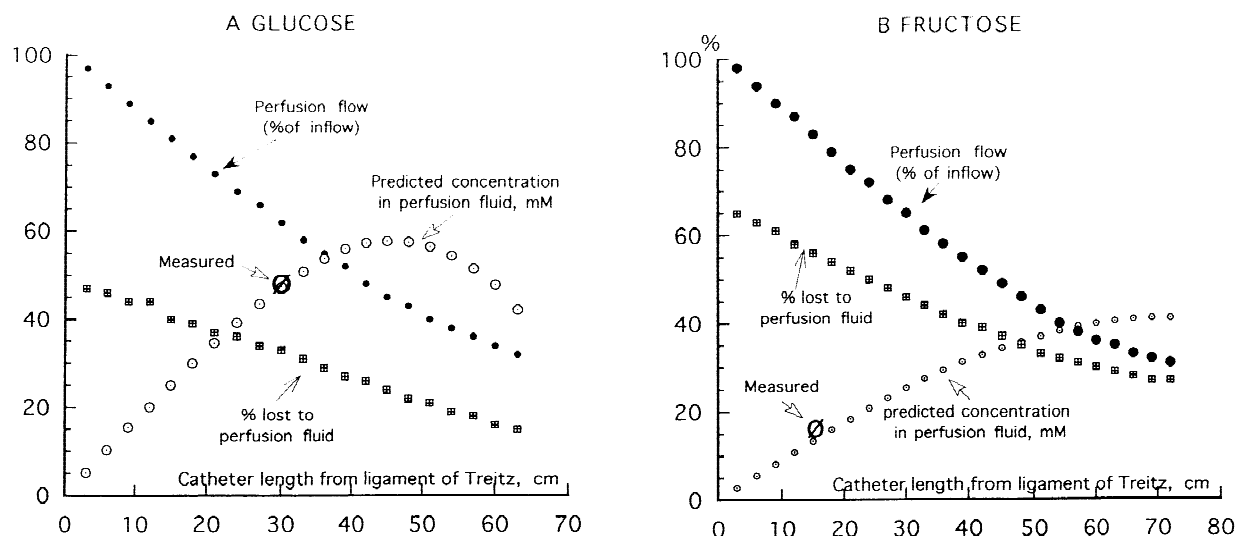 A GLUCOSE
100
80
60
40
20
0
Perfusion flow
(%of inflow)
Predicted concentration
in perfusion fluid, mM
Measured
% lost to
perfusion fluid
Catheter length from ligament of Treitz, cm
0 10 20 30 40 50 60 70
B FRUCTOSE
%
100
80
60
40
20
0
Perfusion flow
(% of inflow)
% lost to
perfusion fluid
Measured
predicted concentration
in perfusion fluid, mM
Catheter length from ligament of Treitz, cm
0 10 20 30 40 50 60 70 80